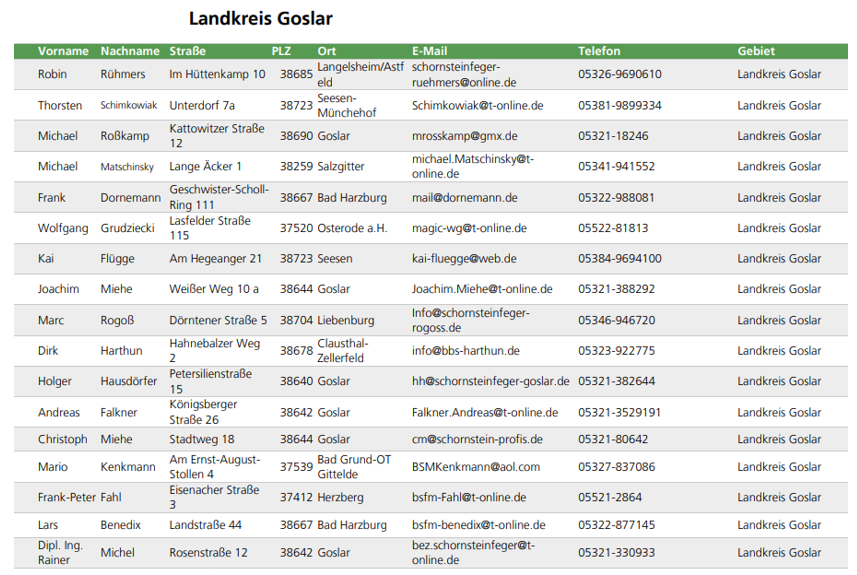 Landkreis Goslar
Vorname Nachname Straße PLZ Ort E-Mail Telefon Gebiet
Robin Rühmers Im Hüttenkamp 10 38685 Langelsheim/Astfeld schornsteinfeger-ruehmers@online.de 05326-9690610 Landkreis Goslar
Thorsten Schimkowiak Unterdorf 7a 38723 Seesen-Münchehof Schimkowiak@t-online.de 05381-9899334 Landkreis Goslar
Michael Roßkamp Kattowitzer Straße 12 38690 Goslar mrosskamp@gmx.de 05321-18246 Landkreis Goslar
Michael Matschinsky Lange Äcker 1 38259 Salzgitter michael.Matschinsky@t-online.de 05341-941552 Landkreis Goslar
Frank Dornemann Geschwister-Scholl-Ring 111 38667 Bad Harzburg mail@dornemann.de 05322-988081 Landkreis Goslar
Wolfgang Grudziecki Lasfelder Straße 115 37520 Osterode a.H. magic-wg@t-online.de 05522-81813 Landkreis Goslar
Kai Flügge Am Hegeanger 21 38723 Seesen kai-fluegge@web.de 05384-9694100 Landkreis Goslar
Joachim Miehe Weißer Weg 10 a 38644 Goslar Joachim.Miehe@t-online.de 05321-388292 Landkreis Goslar
Marc Rogoß Dörntener Straße 5 38704 Liebenburg Info@schornsteinfeger-rogoss.de 05346-946720 Landkreis Goslar
Dirk Harthun Hahnebalzer Weg 2 38678 Clausthal-Zellerfeld info@bbs-harthun.de 05323-922775 Landkreis Goslar
Holger Hausdörfer Petersilienstraße 15 38640 Goslar hh@schornsteinfeger-goslar.de 05321-382644 Landkreis Goslar
Andreas Falkner Königsberger Straße 26 38642 Goslar Falkner.Andreas@t-online.de 05321-3529191 Landkreis Goslar
Christoph Miehe Stadtweg 18 38644 Goslar cm@schornstein-profis.de 05321-80642 Landkreis Goslar
Mario Kenkmann Am Ernst-August-Stollen 4 37539 Bad Grund-OT Gittelde BSMKenkmann@aol.com 05327-837086 Landkreis Goslar
Frank-Peter Fahl Eisenacher Straße 3 37412 Herzberg bsfm-Fahl@t-online.de 05521-2864 Landkreis Goslar
Lars Benedix Landstraße 44 38667 Bad Harzburg bsfm-benedix@t-online.de 05322-877145 Landkreis Goslar
Dipl. Ing. Rainer Michel Rosenstraße 12 38642 Goslar bez.schornsteinfeger@t-online.de 05321-330933 Landkreis Goslar